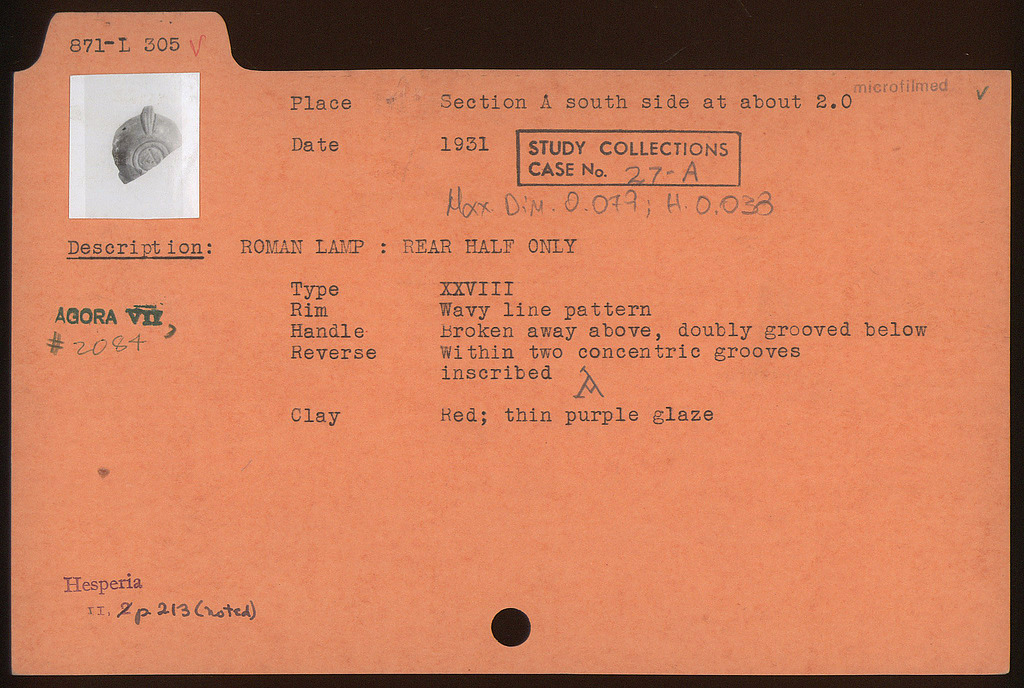 871-L 305 √
microfilmed √
Place Section A south side at about 2.0
Date 1931
STUDY COLLECTIONS
CASE No. 27-A
Max. Dim. 0.077; H. 0.038
Description: ROMAN LAMP : REAR HALF ONLY
Type XXVIII
Rim Wavy line pattern
Handle Broken away above, doubly grooved below
Reverse Within two concentric grooves
inscribed A
Clay Red; thin purple glaze
AGORA VII,
# 2084
Hesperia
II, 2 p 213 (noted)